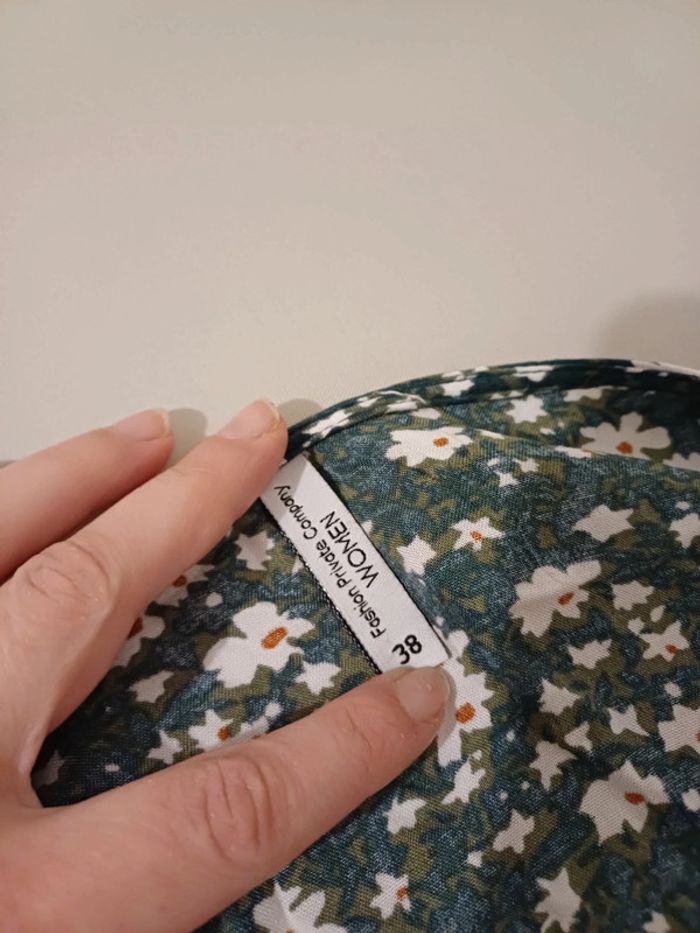 Fashion Private Company
WOMEN
38